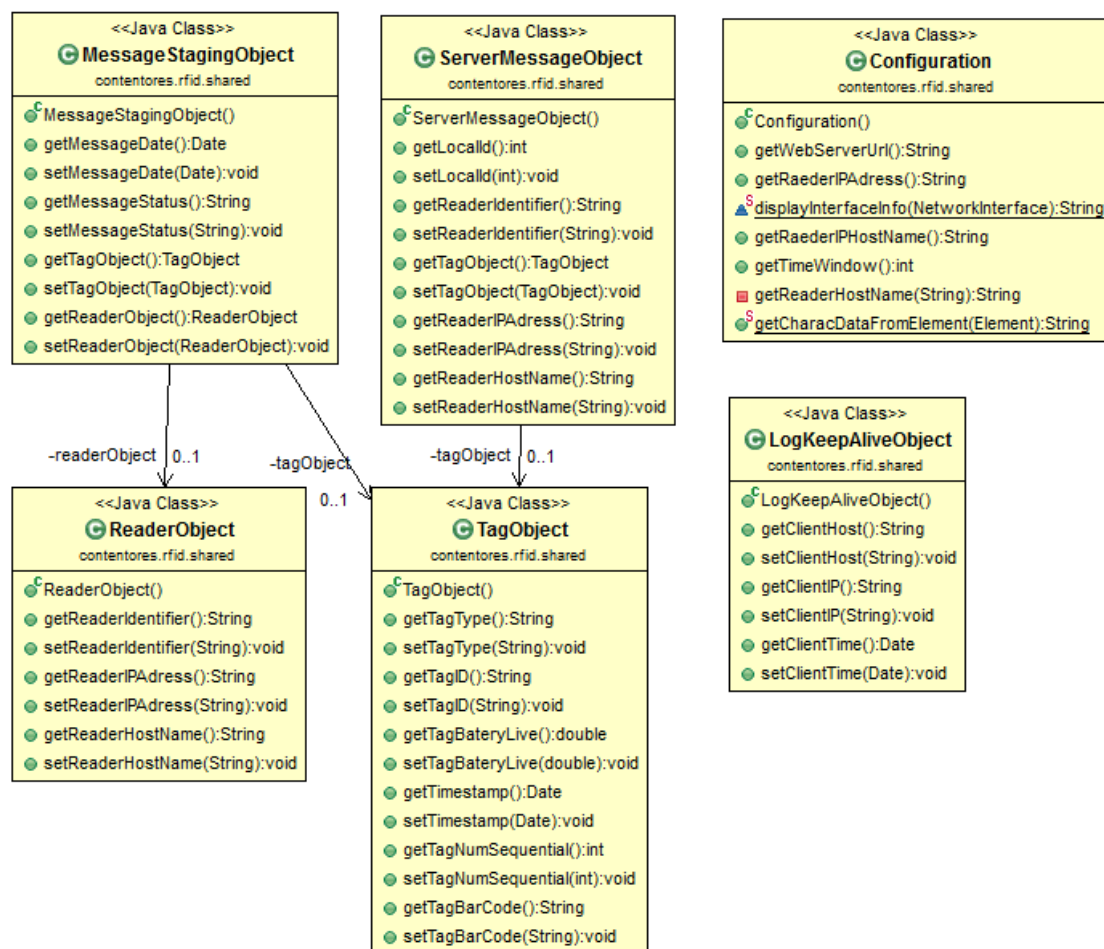 <<Java Class>>
MessageStagingObject
contentores.rfid.shared
MessageStagingObject()
getMessageDate():Date
setMessageDate(Date):void
getMessageStatus():String
setMessageStatus(String):void
getTagObject():TagObject
setTagObject(TagObject):void
getReaderObject():ReaderObject
setReaderObject(ReaderObject):void
<<Java Class>>
ServerMessageObject
contentores.rfid.shared
ServerMessageObject()
getLocalId():int
setLocalId(int):void
getReaderIdentifier():String
setReaderIdentifier(String):void
getTagObject():TagObject
setTagObject(TagObject):void
getReaderIPAdress():String
setReaderIPAdress(String):void
getReaderHostName():String
setReaderHostName(String):void
<<Java Class>>
Configuration
contentores.rfid.shared
Configuration()
getWebServerUrl():String
getRaederIPAdress():String
displayInterfaceInfo(NetworkInterface):String
getRaederIPHostName():String
getTimeWindow():int
getReaderHostName(String):String
getCharacDataFromElement(Element):String
-readerObject 0..1
-tagObject
0..1
-tagObject 0..1
<<Java Class>>
ReaderObject
contentores.rfid.shared
ReaderObject()
getReaderIdentifier():String
setReaderIdentifier(String):void
getReaderIPAdress():String
setReaderIPAdress(String):void
getReaderHostName():String
setReaderHostName(String):void
<<Java Class>>
TagObject
contentores.rfid.shared
TagObject()
getTagType():String
setTagType(String):void
getTagID():String
setTagID(String):void
getTagBateryLive():double
setTagBateryLive(double):void
getTimestamp():Date
setTimestamp(Date):void
getTagNumSequential():int
setTagNumSequential(int):void
getTagBarCode():String
setTagBarCode(String):void
<<Java Class>>
LogKeepAliveObject
contentores.rfid.shared
LogKeepAliveObject()
getClientHost():String
setClientHost(String):void
getClientIP():String
setClientIP(String):void
getClientTime():Date
setClientTime(Date):void